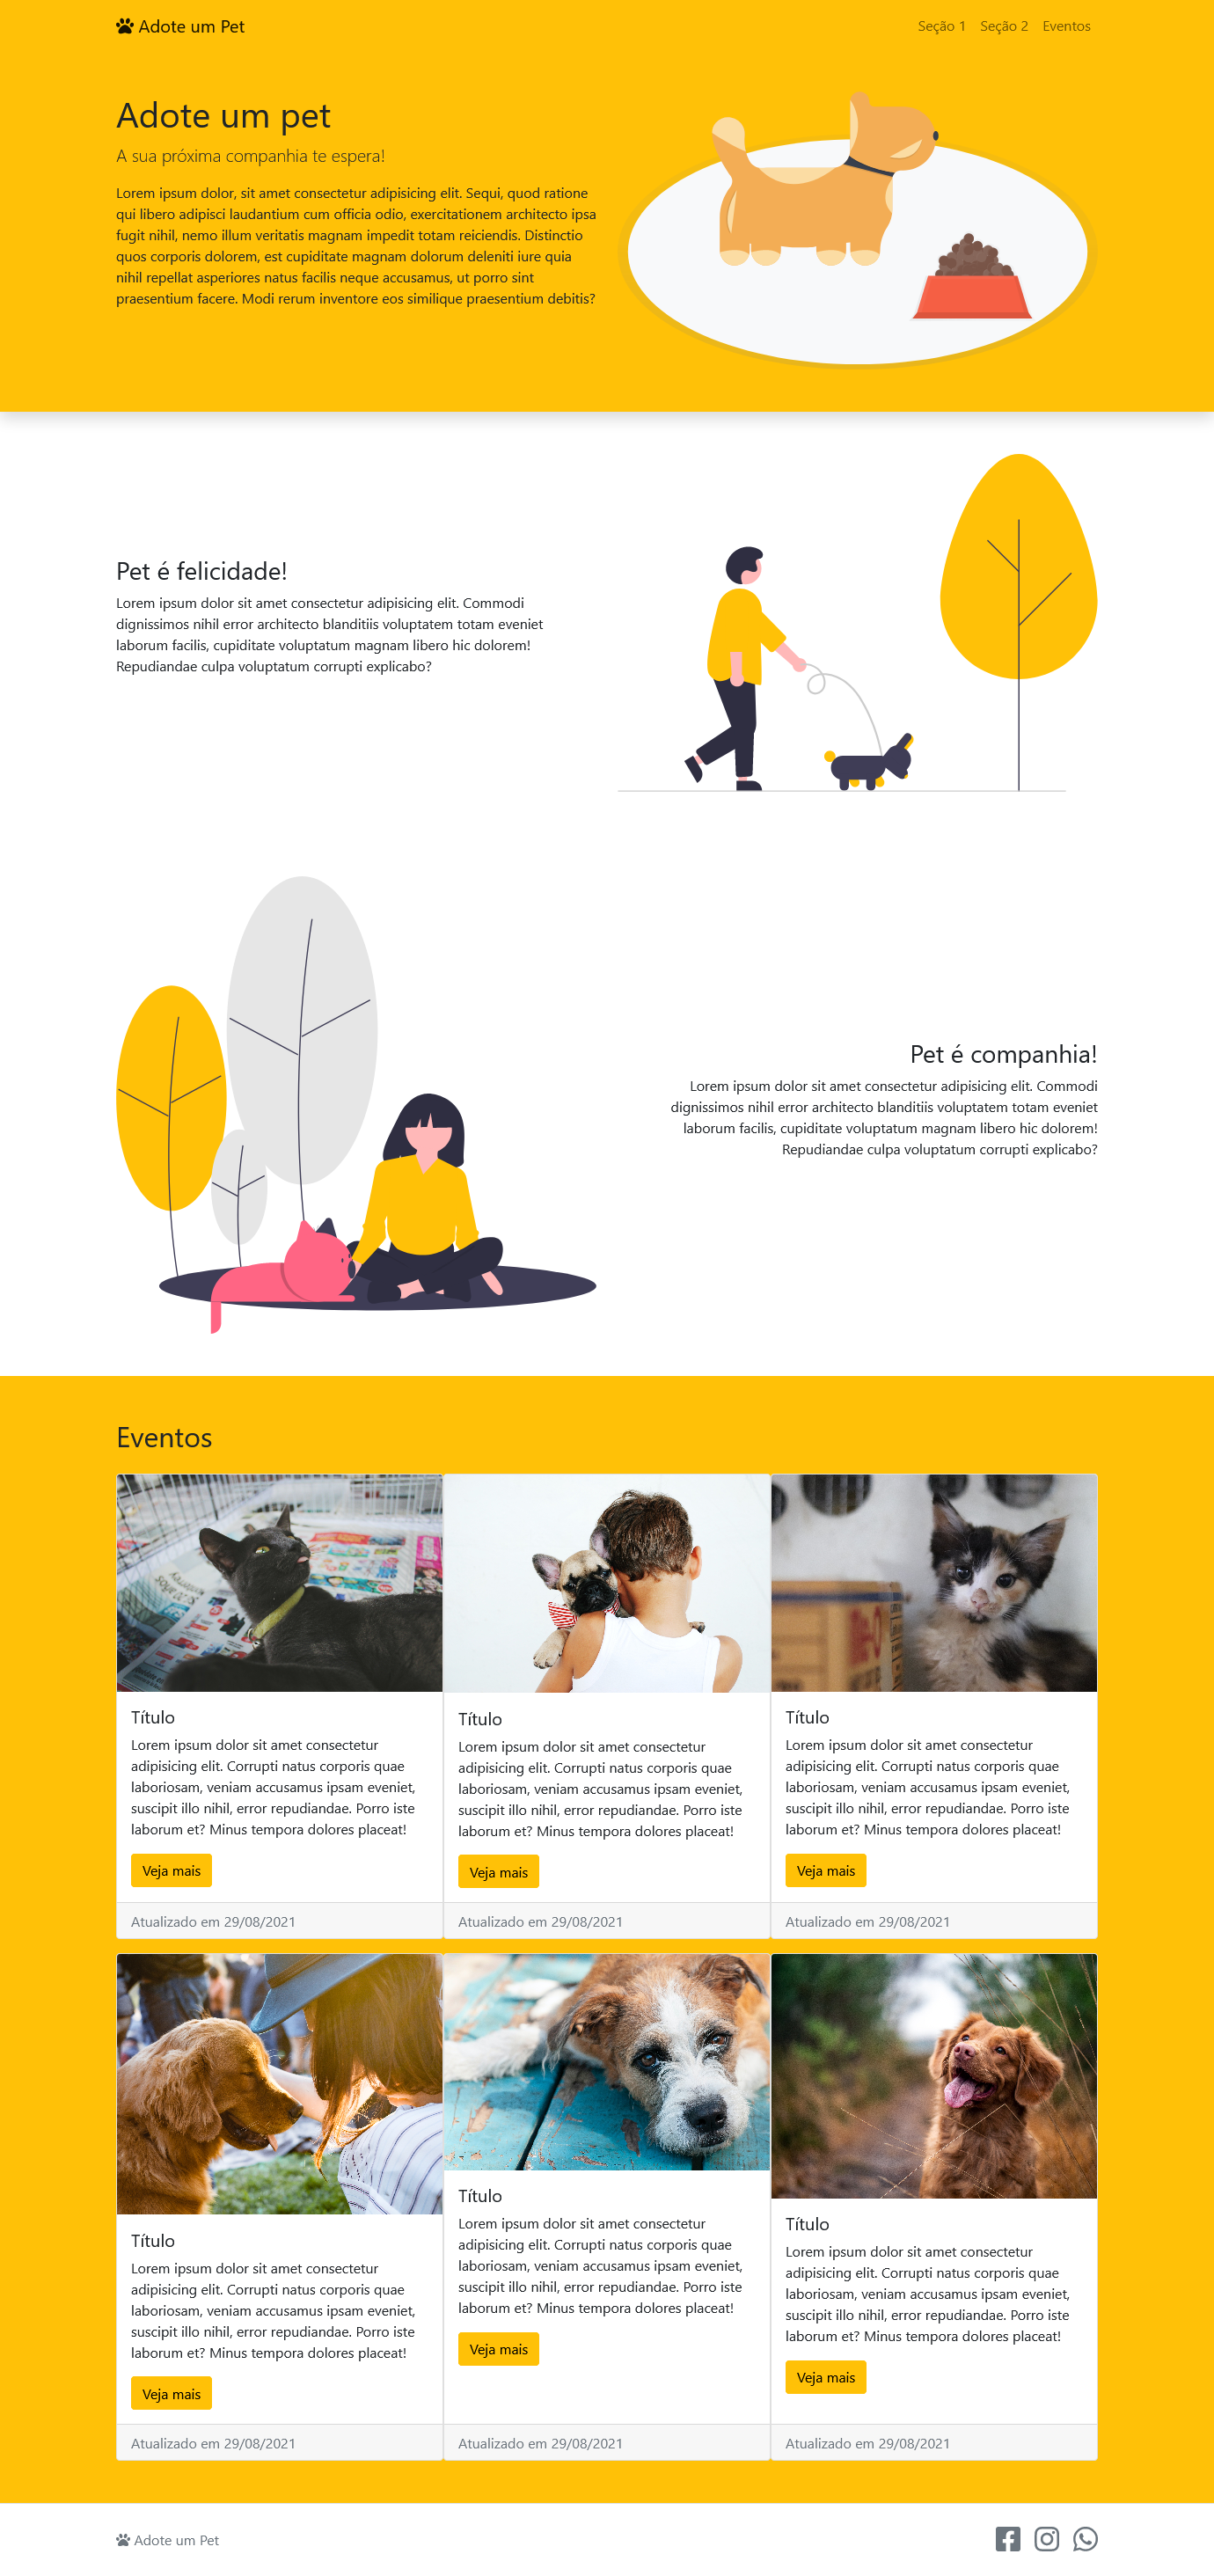 Adote um Pet
Seção 1 Seção 2 Eventos
Adote um pet
A sua próxima companhia te espera!
Lorem ipsum dolor, sit amet consectetur adipisicing elit. Sequi, quod ratione
qui libero adipisci laudantium cum officia odio, exercitationem architecto ipsa
fugit nihil, nemo illum veritatis magnam impedit totam reiciendis. Distinctio
quos corporis dolorem, est cupiditate magnam dolorum deleniti iure quia
nihil repellat asperiores natus facilis neque accusamus, ut porro sint
praesentium facere. Modi rerum inventore eos similique praesentium debitis?
Pet é felicidade!
Lorem ipsum dolor sit amet consectetur adipisicing elit. Commodi
dignissimos nihil error architecto blanditiis voluptatem totam eveniet
laborum facilis, cupiditate voluptatum magnam libero hic dolorem!
Repudiandae culpa voluptatum corrupti explicabo?
Pet é companhia!
Lorem ipsum dolor sit amet consectetur adipisicing elit. Commodi
dignissimos nihil error architecto blanditiis voluptatem totam eveniet
laborum facilis, cupiditate voluptatum magnam libero hic dolorem!
Repudiandae culpa voluptatum corrupti explicabo?
Eventos
Título
Lorem ipsum dolor sit amet consectetur
adipisicing elit. Corrupti natus corporis quae
laboriosam, veniam accusamus ipsam eveniet,
suscipit illo nihil, error repudiandae. Porro iste
laborum et? Minus tempora dolores placeat!
Veja mais
Atualizado em 29/08/2021
Título
Lorem ipsum dolor sit amet consectetur
adipisicing elit. Corrupti natus corporis quae
laboriosam, veniam accusamus ipsam eveniet,
suscipit illo nihil, error repudiandae. Porro iste
laborum et? Minus tempora dolores placeat!
Veja mais
Atualizado em 29/08/2021
Título
Lorem ipsum dolor sit amet consectetur
adipisicing elit. Corrupti natus corporis quae
laboriosam, veniam accusamus ipsam eveniet,
suscipit illo nihil, error repudiandae. Porro iste
laborum et? Minus tempora dolores placeat!
Veja mais
Atualizado em 29/08/2021
Título
Lorem ipsum dolor sit amet consectetur
adipisicing elit. Corrupti natus corporis quae
laboriosam, veniam accusamus ipsam eveniet,
suscipit illo nihil, error repudiandae. Porro iste
laborum et? Minus tempora dolores placeat!
Veja mais
Atualizado em 29/08/2021
Título
Lorem ipsum dolor sit amet consectetur
adipisicing elit. Corrupti natus corporis quae
laboriosam, veniam accusamus ipsam eveniet,
suscipit illo nihil, error repudiandae. Porro iste
laborum et? Minus tempora dolores placeat!
Veja mais
Atualizado em 29/08/2021
Título
Lorem ipsum dolor sit amet consectetur
adipisicing elit. Corrupti natus corporis quae
laboriosam, veniam accusamus ipsam eveniet,
suscipit illo nihil, error repudiandae. Porro iste
laborum et? Minus tempora dolores placeat!
Veja mais
Atualizado em 29/08/2021
Adote um Pet